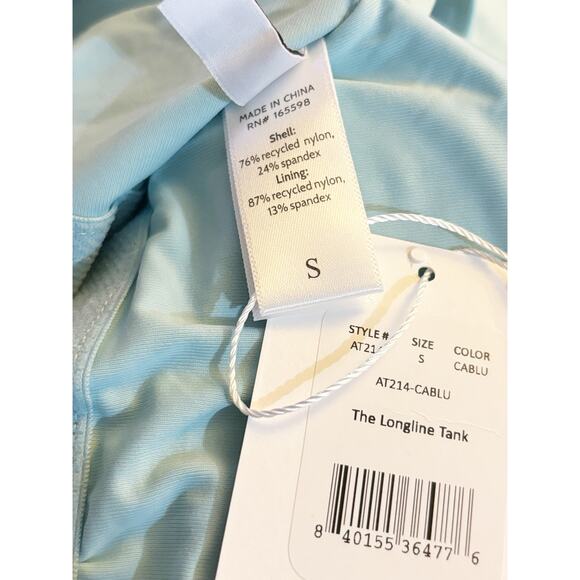 MADE IN CHINA
RN# 165598
Shell:
76% recycled nylon,
24% spandex
Lining:
87% recycled nylon,
13% spandex
S
STYLE # SIZE COLOR
AT214 S CABLU
AT214-CABLU
The Longline Tank
8 40155 36477 6